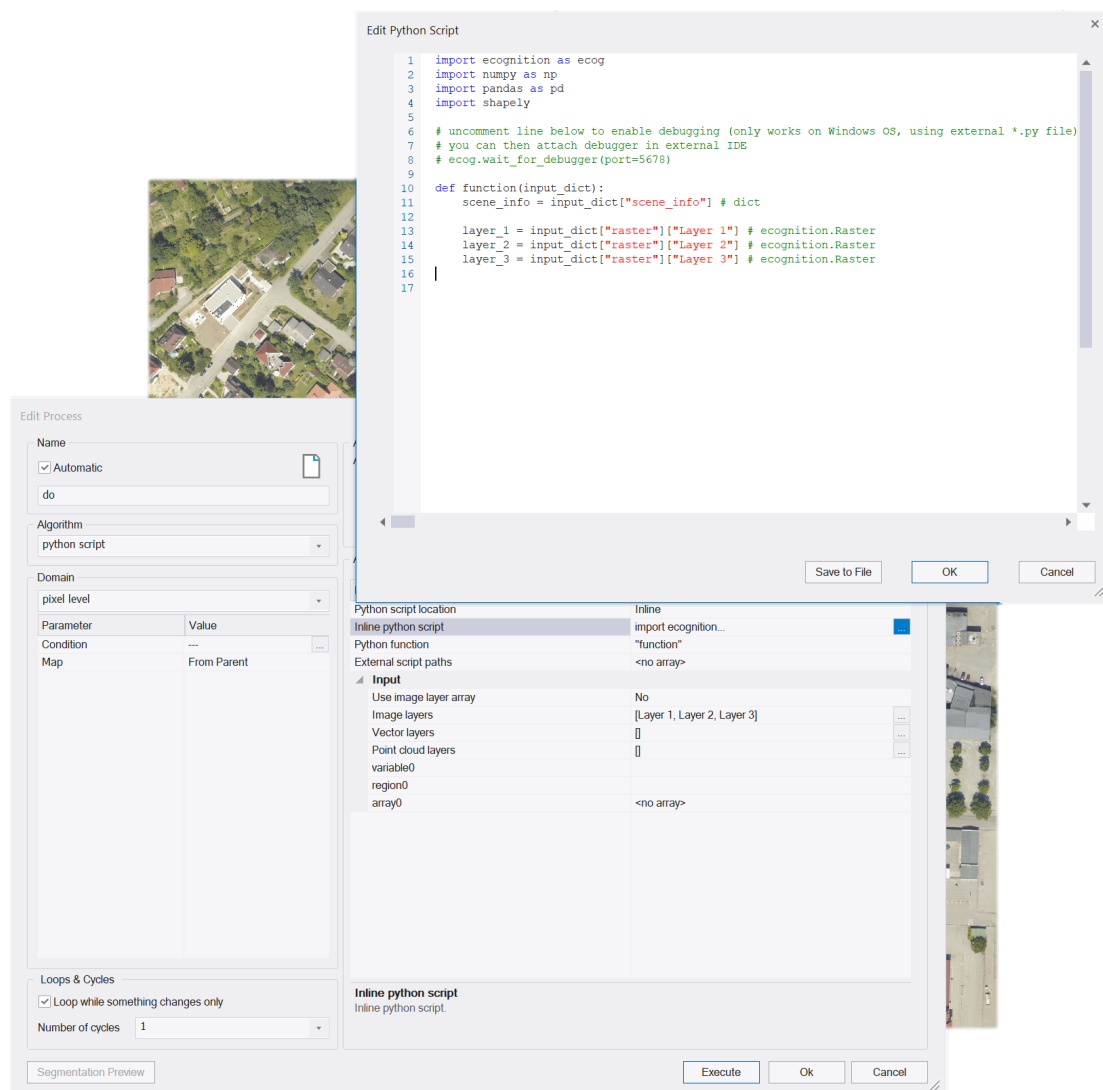 Edit Python Script
1 import ecognition as ecog
2 import numpy as np
3 import pandas as pd
4 import shapely
5
6 # uncomment line below to enable debugging (only works on Windows OS, using external *.py file)
7 # you can then attach debugger in external IDE
8 # ecog.wait_for_debugger(port=5678)
9
10 def function(input_dict):
11     scene_info = input_dict["scene_info"] # dict
12
13     layer_1 = input_dict["raster"]["Layer 1"] # ecognition.Raster
14     layer_2 = input_dict["raster"]["Layer 2"] # ecognition.Raster
15     layer_3 = input_dict["raster"]["Layer 3"] # ecognition.Raster
16
17
Save to File OK Cancel
Edit Process
Name
Automatic
do
Algorithm
python script
Domain
pixel level
Parameter Value
Condition --- ...
Map From Parent
Loops & Cycles
Loop while something changes only
Number of cycles 1
Python script location Inline
Inline python script import ecognition... ...
Python function "function"
External script paths <no array>
Input
Use image layer array No
Image layers [Layer 1, Layer 2, Layer 3] ...
Vector layers [] ...
Point cloud layers [] ...
variable0
region0
array0 <no array>
Inline python script
Inline python script.
Segmentation Preview Execute Ok Cancel